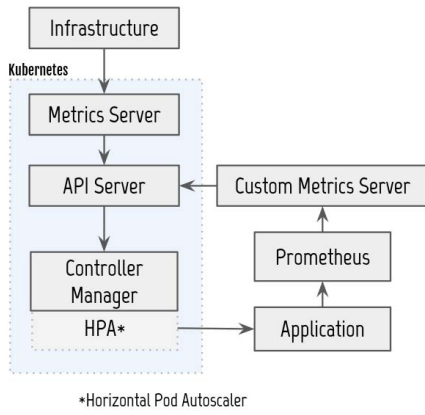 Infrastructure
Kubernetes
Metrics Server
API Server
Custom Metrics Server
Controller
Manager
Prometheus
HPA*
Application
*Horizontal Pod Autoscaler